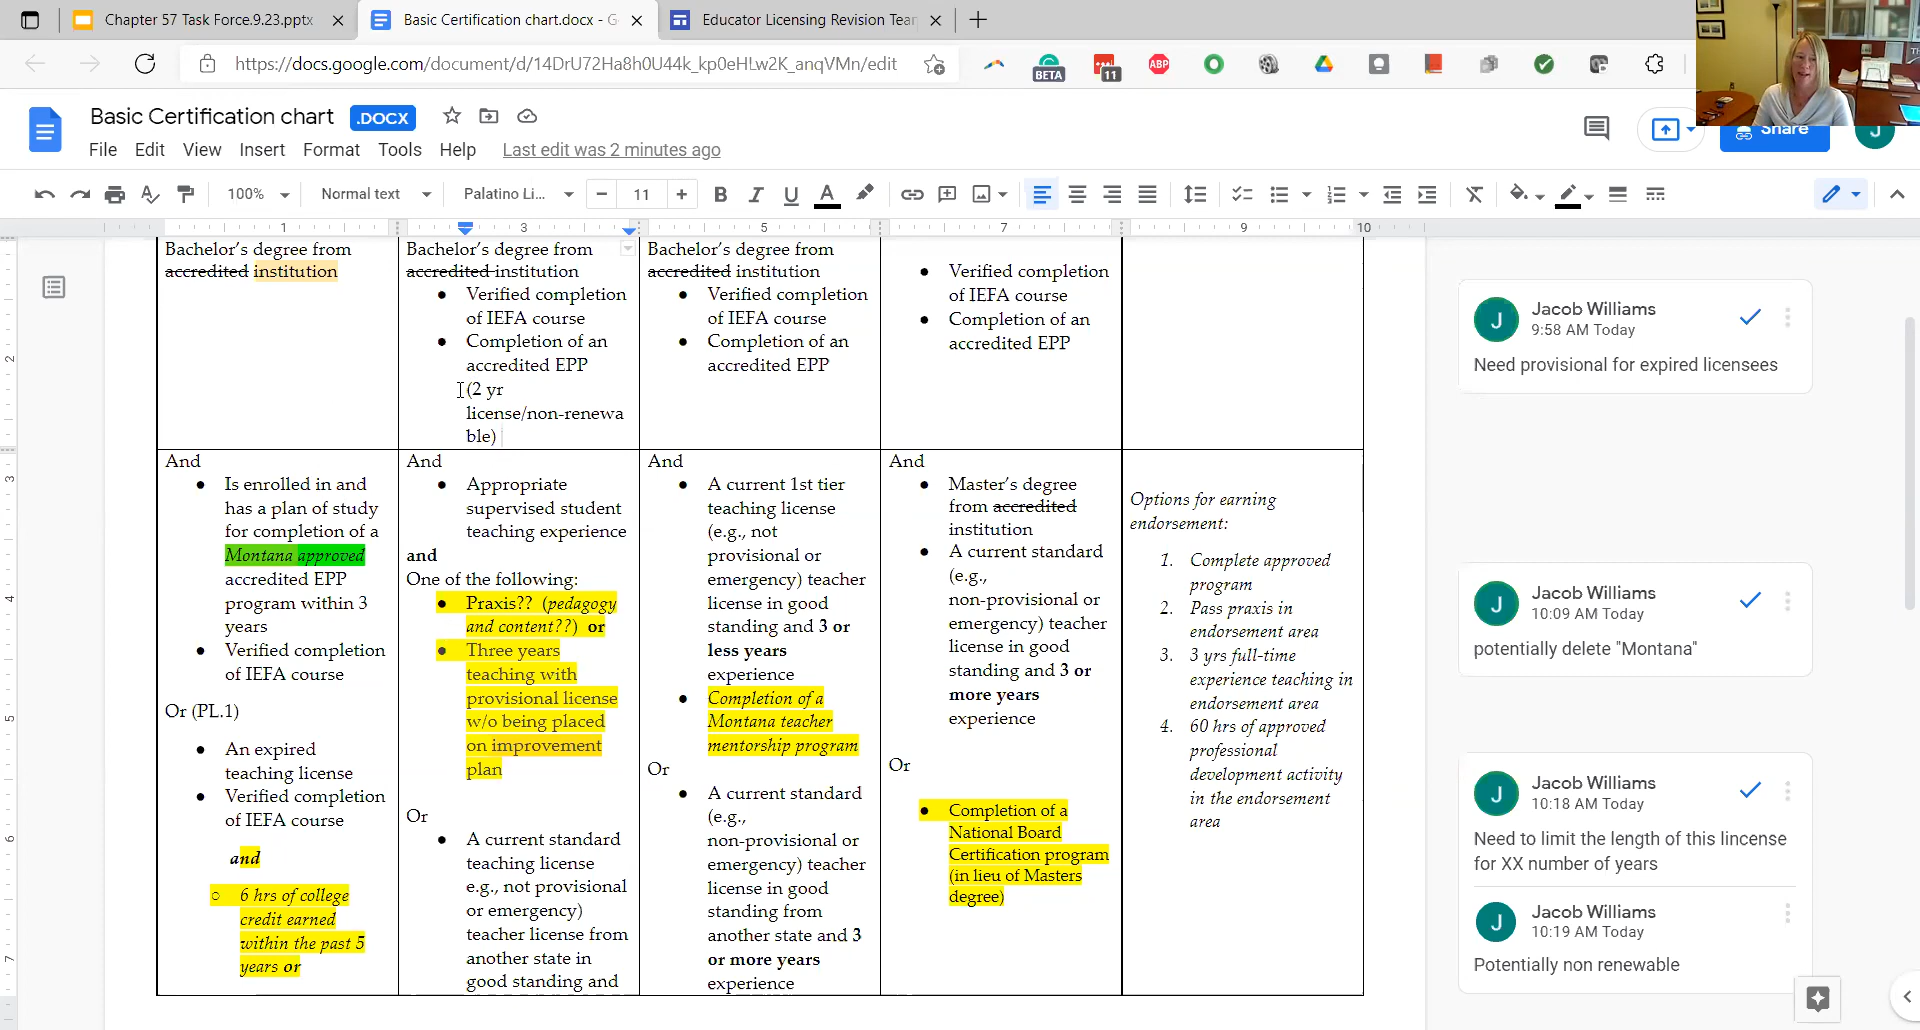 Chapter 57 Task Force.9.23.pptx
Basic Certification chart.docx - G
Educator Licensing Revision Tear
https://docs.google.com/document/d/14DrU72Ha8h0U44k_kp0eHLw2K_anqVMn/edit
BETA
11
ABP
Basic Certification chart
.DOCX
Share
J
File Edit View Insert Format Tools Help
Last edit was 2 minutes ago
100%
Normal text
Palatino Li...
11
B I U A
1 3 5 7 9 10
2
3
4
5
6
7
Bachelor's degree from
accredited institution
Bachelor's degree from
accredited institution
Verified completion
of IEFA course
Completion of an
accredited EPP
(2 yr
license/non-renewa
ble)
Bachelor's degree from
accredited institution
Verified completion
of IEFA course
Completion of an
accredited EPP
Verified completion
of IEFA course
Completion of an
accredited EPP
And
Is enrolled in and
has a plan of study
for completion of a
Montana approved
accredited EPP
program within 3
years
Verified completion
of IEFA course
Or (PL.1)
An expired
teaching license
Verified completion
of IEFA course
and
6 hrs of college
credit earned
within the past 5
years or
And
Appropriate
supervised student
teaching experience
and
One of the following:
Praxis?? (pedagogy
and content??) or
Three years
teaching with
provisional license
w/o being placed
on improvement
plan
Or
A current standard
teaching license
e.g., not provisional
or emergency)
teacher license from
another state in
good standing and
And
A current 1st tier
teaching license
(e.g., not
provisional or
emergency) teacher
license in good
standing and 3 or
less years
experience
Completion of a
Montana teacher
mentorship program
Or
A current standard
(e.g.,
non-provisional or
emergency) teacher
license in good
standing from
another state and 3
or more years
experience
And
Master's degree
from accredited
institution
A current standard
(e.g.,
non-provisional or
emergency) teacher
license in good
standing and 3 or
more years
experience
Or
Completion of a
National Board
Certification program
(in lieu of Masters
degree)
Options for earning
endorsement:
1. Complete approved
program
2. Pass praxis in
endorsement area
3. 3 yrs full-time
experience teaching in
endorsement area
4. 60 hrs of approved
professional
development activity
in the endorsement
area
J
Jacob Williams
9:58 AM Today
Need provisional for expired licensees
J
Jacob Williams
10:09 AM Today
potentially delete "Montana"
J
Jacob Williams
10:18 AM Today
Need to limit the length of this lincense
for XX number of years
J
Jacob Williams
10:19 AM Today
Potentially non renewable